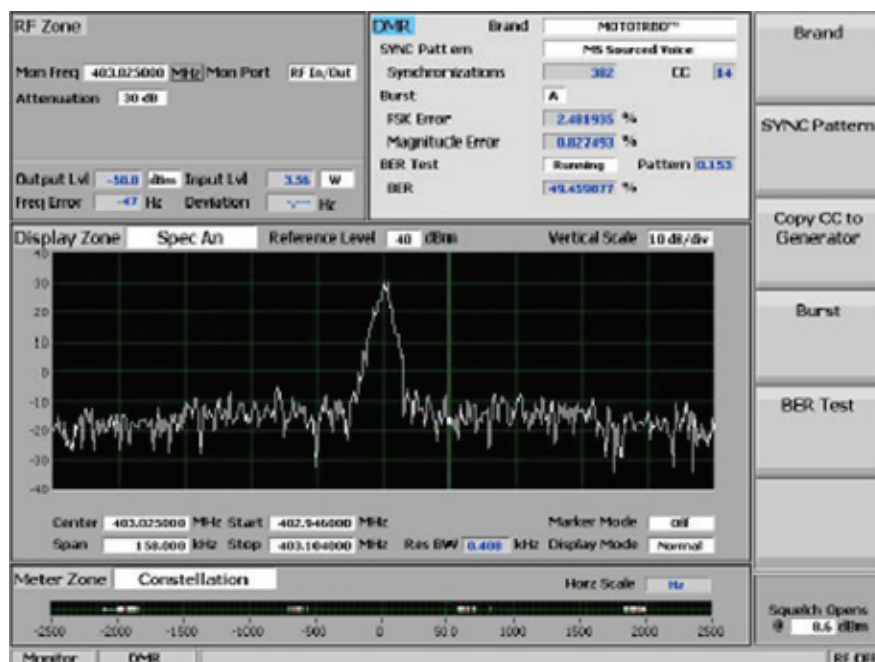 RF Zone
Mon Freq 403.025000 MHz Mon Port RF In/Out
Attenuation 30 dB
Output Lvl -50.0 dBm Input Lvl 3.56 W
Freq Error -47 Hz Deviation -.--- Hz
DMR Brand MOTOTRBO™
SYNC Pattern MS Sourced Voice
Synchronizations 382 CC 14
Burst A
FSK Error 2.481935 %
Magnitude Error 0.827493 %
BER Test Running Pattern 0.153
BER 49.459877 %
Display Zone Spec An Reference Level 40 dBm Vertical Scale 10 dB/div
40
30
20
10
0
-10
-20
-30
-40
Center 403.025000 MHz Start 402.946000 MHz Marker Mode Off
Span 158.000 kHz Stop 403.104000 MHz Res BW 0.408 kHz Display Mode Normal
Meter Zone Constellation Horz Scale Hz
-2500 -2000 -1500 -1000 -500 0 500 1000 1500 2000 2500
Monitor DMR RF OFF
Brand
SYNC Pattern
Copy CC to
Generator
Burst
BER Test
Squelch Opens
@ 8.6 dBm